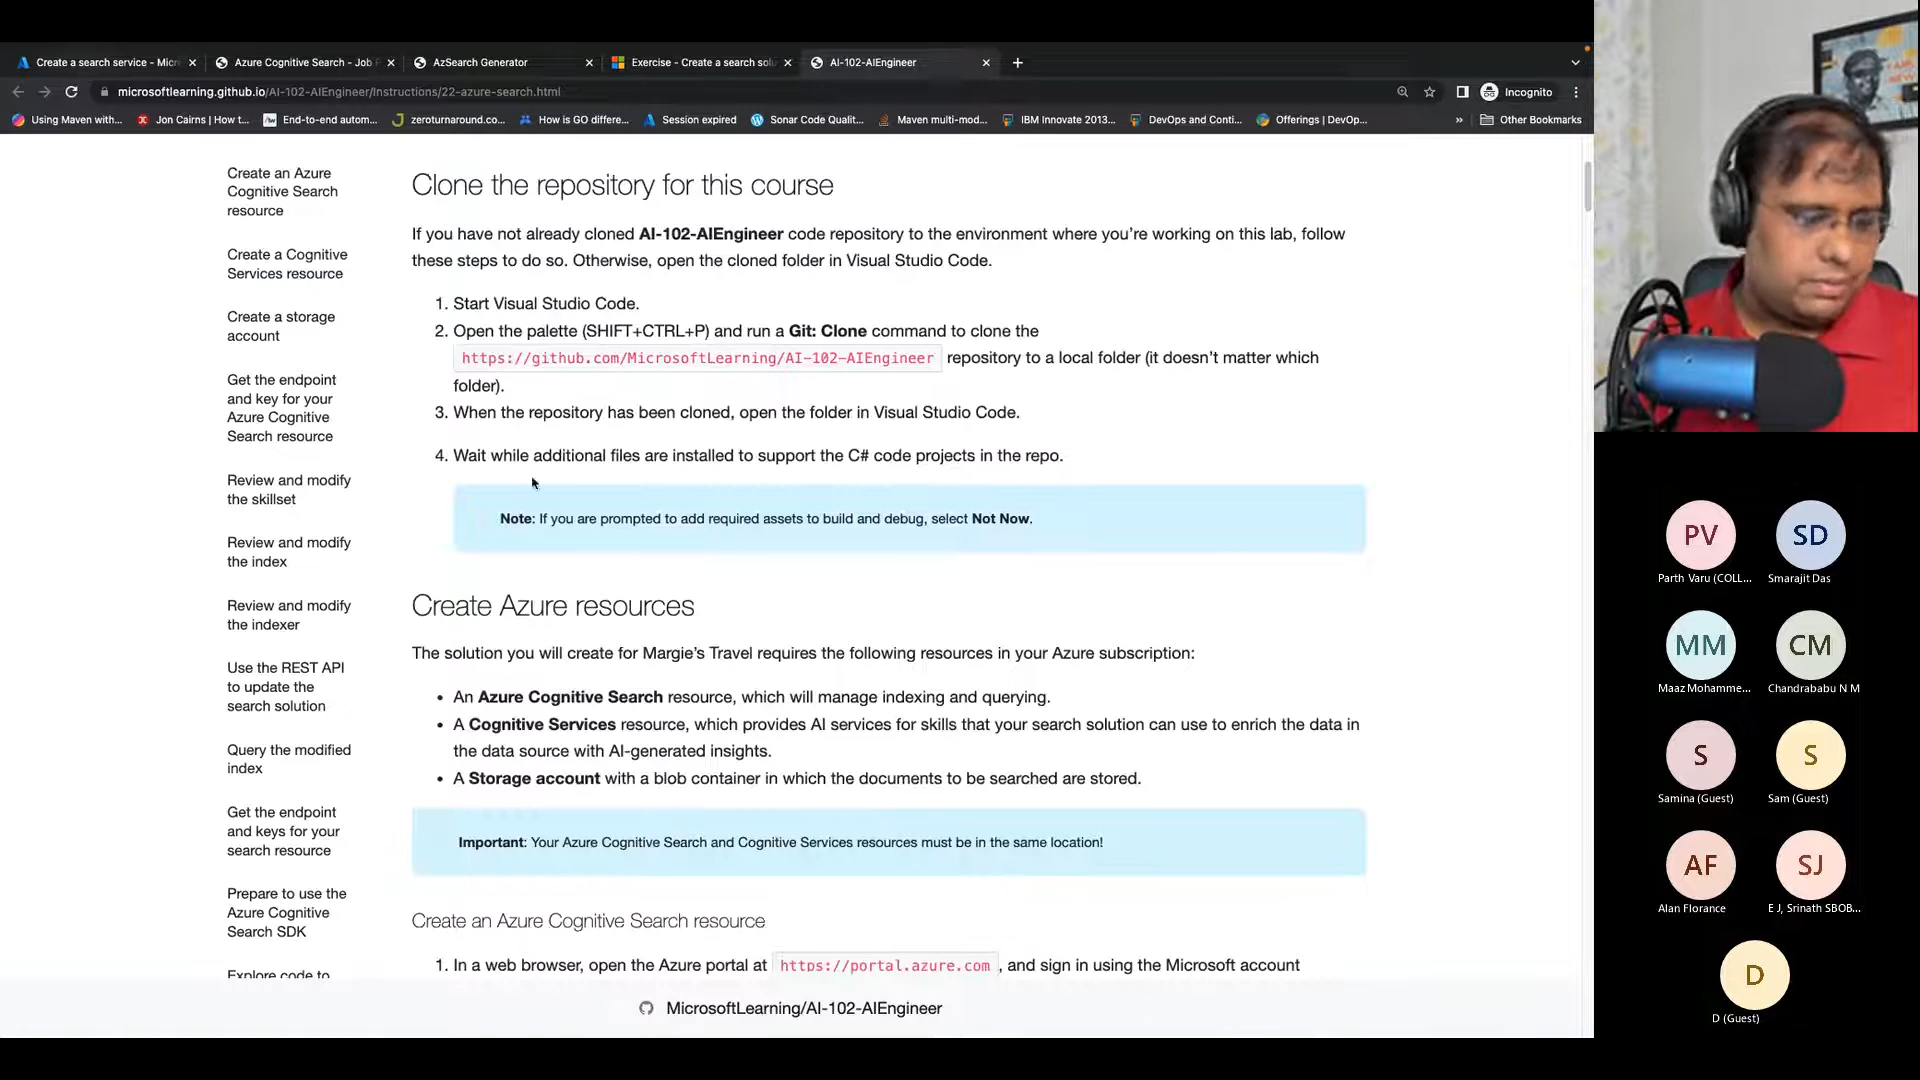 Create a search service - Micr
Azure Cognitive Search - Job
AzSearch Generator
Exercise - Create a search solu
AI-102-AIEngineer
microsoftlearning.github.io/AI-102-AIEngineer/Instructions/22-azure-search.html
Incognito
Using Maven with...
Jon Cairns | How t...
End-to-end autom...
zeroturnaround.co...
How is GO differe...
Session expired
Sonar Code Qualit...
Maven multi-mod...
IBM Innovate 2013...
DevOps and Conti...
Offerings | DevOp...
»
Other Bookmarks
Create an Azure
Cognitive Search
resource
Create a Cognitive
Services resource
Create a storage
account
Get the endpoint
and key for your
Azure Cognitive
Search resource
Review and modify
the skillset
Review and modify
the index
Review and modify
the indexer
Use the REST API
to update the
search solution
Query the modified
index
Get the endpoint
and keys for your
search resource
Prepare to use the
Azure Cognitive
Search SDK
Explore code to
Clone the repository for this course
If you have not already cloned AI-102-AIEngineer code repository to the environment where you’re working on this lab, follow
these steps to do so. Otherwise, open the cloned folder in Visual Studio Code.
1. Start Visual Studio Code.
2. Open the palette (SHIFT+CTRL+P) and run a Git: Clone command to clone the
https://github.com/MicrosoftLearning/AI-102-AIEngineer repository to a local folder (it doesn’t matter which
folder).
3. When the repository has been cloned, open the folder in Visual Studio Code.
4. Wait while additional files are installed to support the C# code projects in the repo.
Note: If you are prompted to add required assets to build and debug, select Not Now.
Create Azure resources
The solution you will create for Margie’s Travel requires the following resources in your Azure subscription:
• An Azure Cognitive Search resource, which will manage indexing and querying.
• A Cognitive Services resource, which provides AI services for skills that your search solution can use to enrich the data in
the data source with AI-generated insights.
• A Storage account with a blob container in which the documents to be searched are stored.
Important: Your Azure Cognitive Search and Cognitive Services resources must be in the same location!
Create an Azure Cognitive Search resource
1. In a web browser, open the Azure portal at https://portal.azure.com , and sign in using the Microsoft account
MicrosoftLearning/AI-102-AIEngineer
PV
Parth Varu (COLL...
SD
Smarajit Das
MM
Maaz Mohamme...
CM
Chandrababu N M
S
Samina (Guest)
S
Sam (Guest)
AF
Alan Florance
SJ
E J, Srinath SBOB...
D
D (Guest)